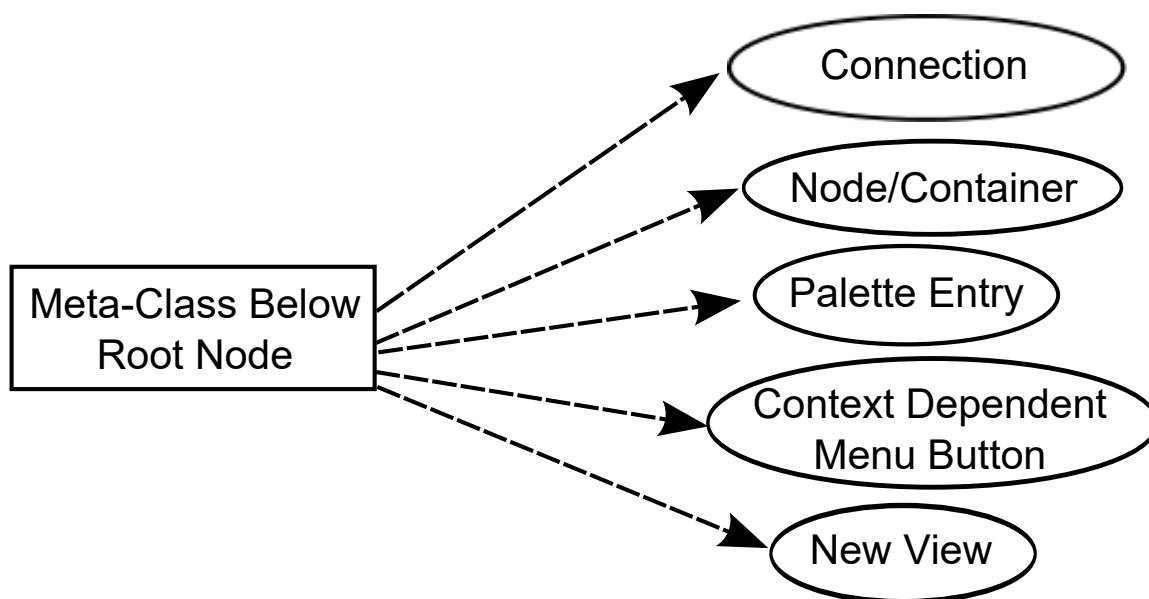 Connection
Node/Container
Meta-Class Below
Root Node
Palette Entry
Context Dependent
Menu Button
New View